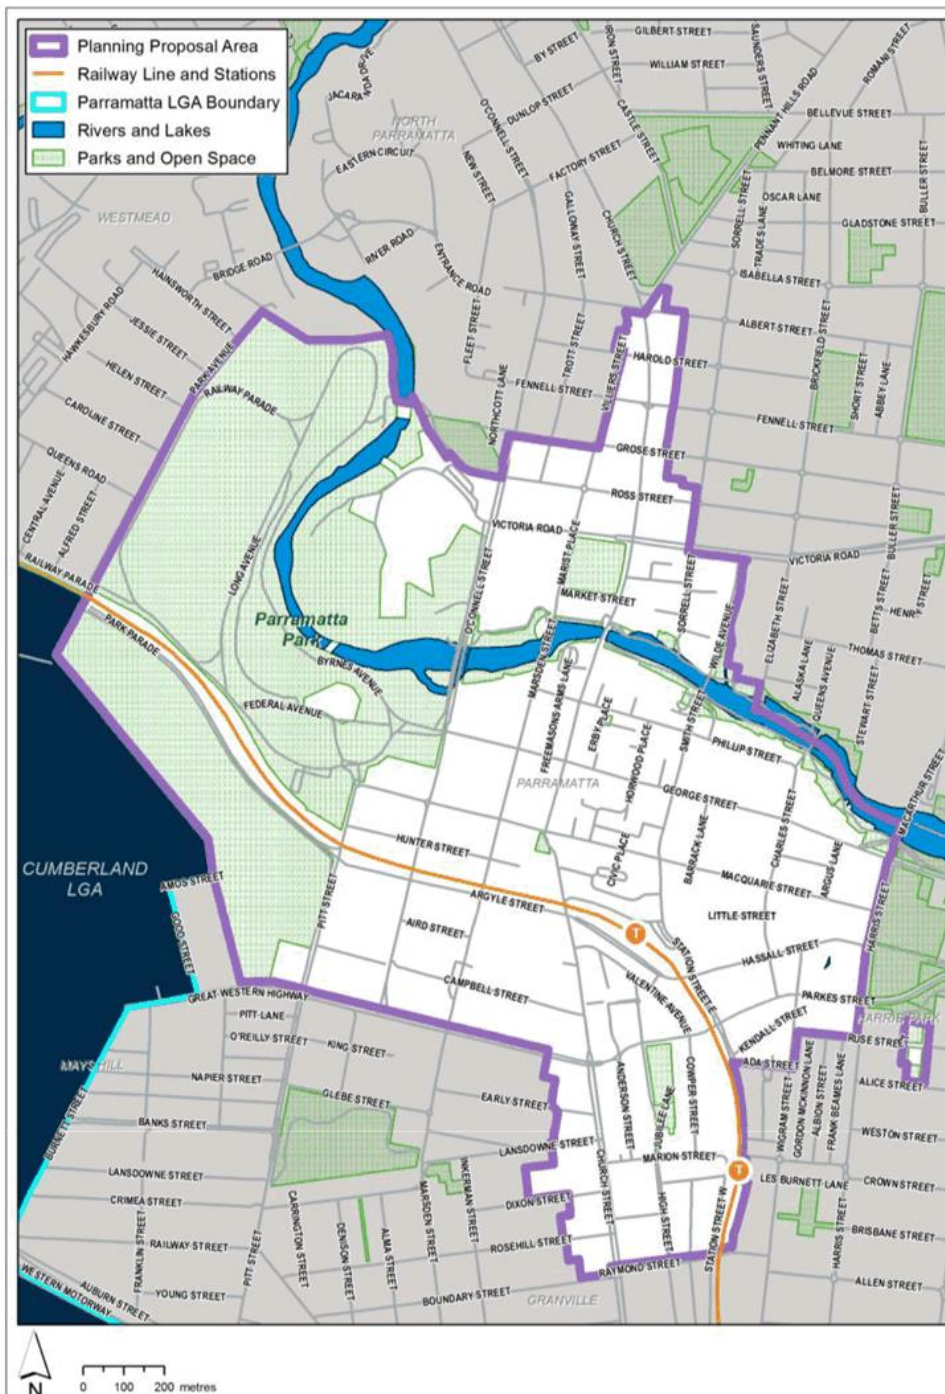 Planning Proposal Area
Railway Line and Stations
Parramatta LGA Boundary
Rivers and Lakes
Parks and Open Space
GILBERT STREET
BY STREET
IRON STREET
WILLIAM STREET
SAUNDERS STREET
ROMANI STREET
PENNANT HILLS ROAD
NORTH
PARRAMATTA
O'CONNELL STREET
DUNLOP STREET
CASTLE STREET
BELLEVUE STREET
WHITING LANE
EASTERN CIRCUIT
NEW STREET
FACTORY STREET
BELMORE STREET
BULLER STREET
OSCAR LANE
SORRELL STREET
TRADES LANE
GLADSTONE STREET
WESTMEAD
GALLOWAY STREET
CHURCH STREET
RIVER ROAD
BRIDGE ROAD
ENTRANCE ROAD
HAINSWORTH STREET
HAWKESBURY ROAD
JESSIE STREET
ISABELLA STREET
FLEET STREET
TROTT STREET
VILLIERS STREET
ALBERT STREET
BRICKFIELD STREET
HAROLD STREET
SHORT STREET
ABBEY LANE
HELEN STREET
PARK AVENUE
RAILWAY PARADE
FENNELL STREET
NORTHCOTT LANE
CAROLINE STREET
FENNELL STREET
GROSE STREET
QUEENS ROAD
CENTRAL AVENUE
ALFRED STREET
ROSS STREET
VICTORIA ROAD
MARIST PLACE
VICTORIA ROAD
BULLER STREET
LONG AVENUE
O'CONNELL STREET
RAILWAY PARADE
MARKET STREET
SORRELL STREET
ELIZABETH STREET
BETTS STREET
HENRY
Parramatta
Park
PARK PARADE
BYRNES AVENUE
MARSDEN STREET
WILDE AVENUE
THOMAS STREET
ALASKA LANE
QUEENS AVENUE
STEWART STREET
FREEMASONS ARMS LANE
FEDERAL AVENUE
ERBY PLACE
SMITH STREET
PHILLIP STREET
HORWOOD PLACE
PARRAMATTA
GEORGE STREET
MACARTHUR STREET
HUNTER STREET
CIVIC PLACE
BARRACK LANE
CHARLES STREET
ARGUS LANE
MACQUARIE STREET
CUMBERLAND
LGA
AMOS STREET
GOOD STREET
PITT STREET
ARGYLE STREET
AIRD STREET
LITTLE STREET
HARRIS STREET
T
STATION STREET E
HASSALL STREET
CAMPBELL STREET
VALENTINE AVENUE
GREAT WESTERN HIGHWAY
PARKES STREET
HARRIS PARK
PITT LANE
KENDALL STREET
RUSE STREET
O'REILLY STREET
KING STREET
ADA STREET
MAYS HILL
NAPIER STREET
GLEBE STREET
EARLY STREET
ANDERSON STREET
JUBILEE LANE
COWPER STREET
WIGRAM STREET
GORDON MCKINNON LANE
ALBION STREET
FRANK BEAMES LANE
ALICE STREET
BURNETT STREET
BANKS STREET
WESTON STREET
LANSDOWNE STREET
MARION STREET
T
LANSDOWNE STREET
INKERMAN STREET
CHURCH STREET
LES BURNETT LANE
CROWN STREET
CRIMEA STREET
CARRINGTON STREET
MARSDEN STREET
DIXON STREET
HIGH STREET
STATION STREET W
HARRIS STREET
BRISBANE STREET
FRANKLIN STREET
RAILWAY STREET
PITT STREET
DENISON STREET
ALMA STREET
ROSEHILL STREET
RAYMOND STREET
ALLEN STREET
WESTERN MOTORWAY
AUBURN STREET
YOUNG STREET
BOUNDARY STREET
GRANVILLE
N
0 100 200 metres